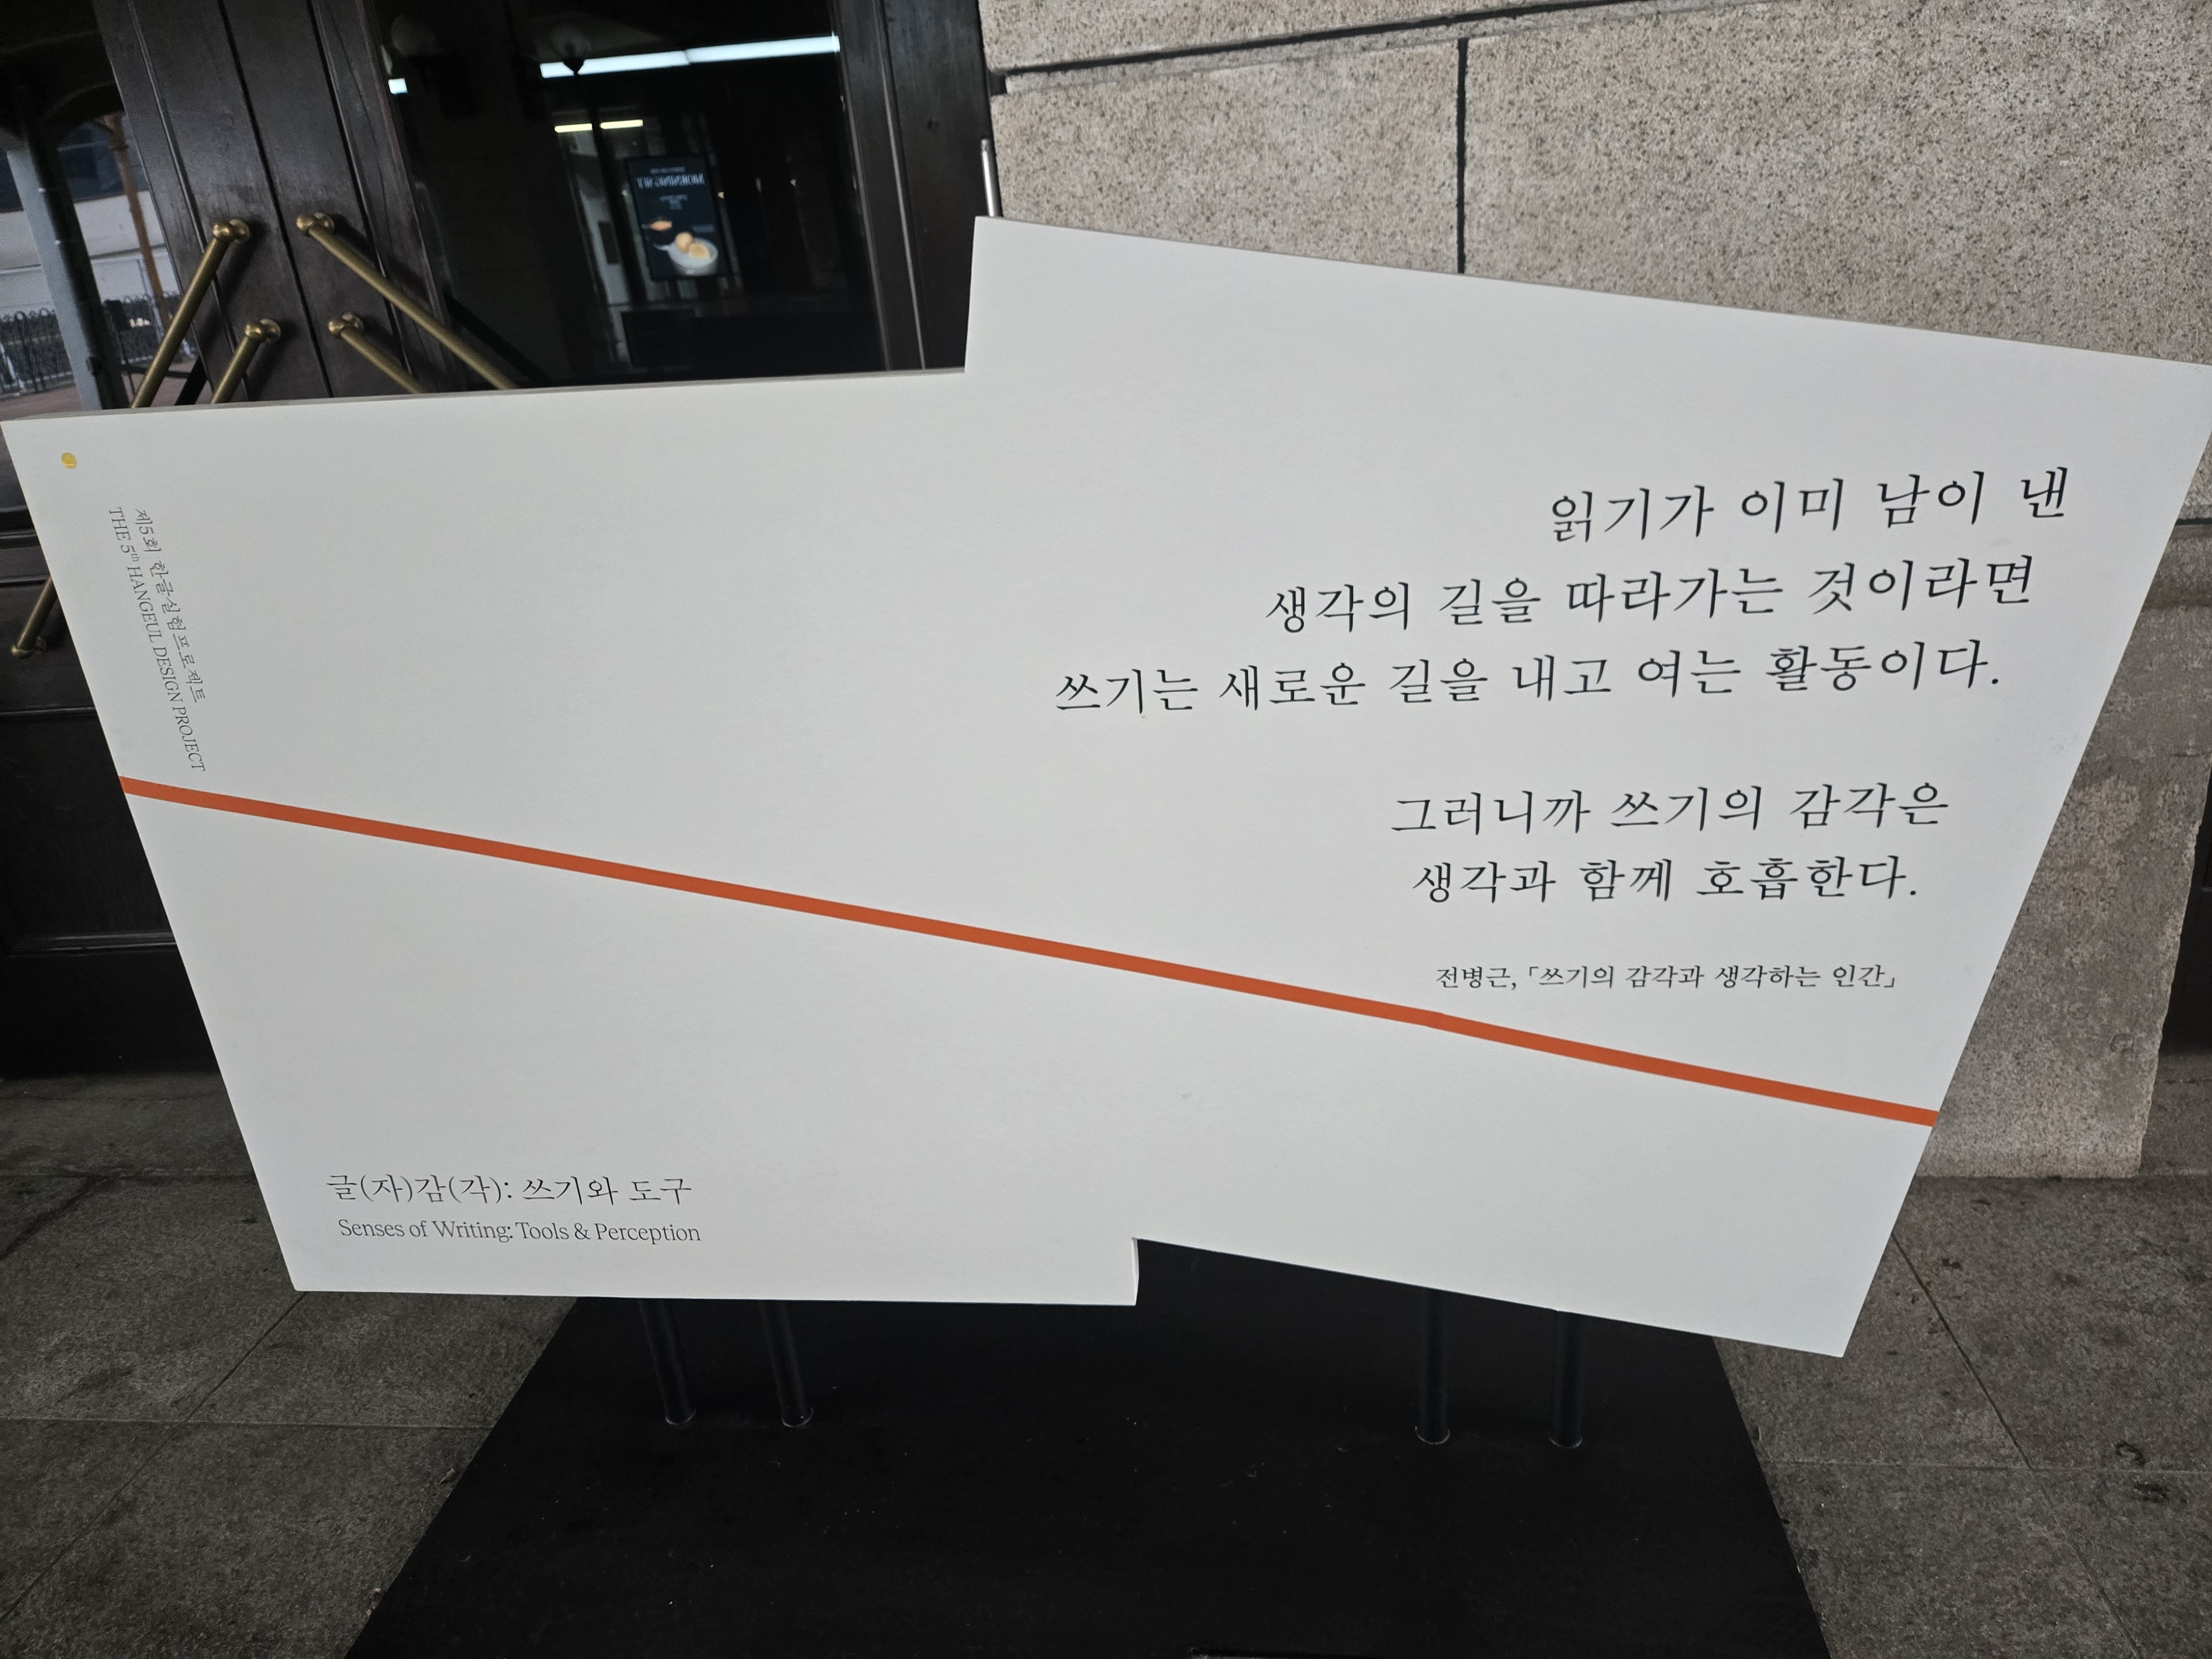 제5회 한글실험프로젝트
THE 5th HANGEUL DESIGN PROJECT
읽기가 이미 남이 낸
생각의 길을 따라가는 것이라면
쓰기는 새로운 길을 내고 여는 활동이다.
그러니까 쓰기의 감각은
생각과 함께 호흡한다.
전병근, 「쓰기의 감각과 생각하는 인간」
글(자)감(각): 쓰기와 도구
Senses of Writing: Tools & Perception